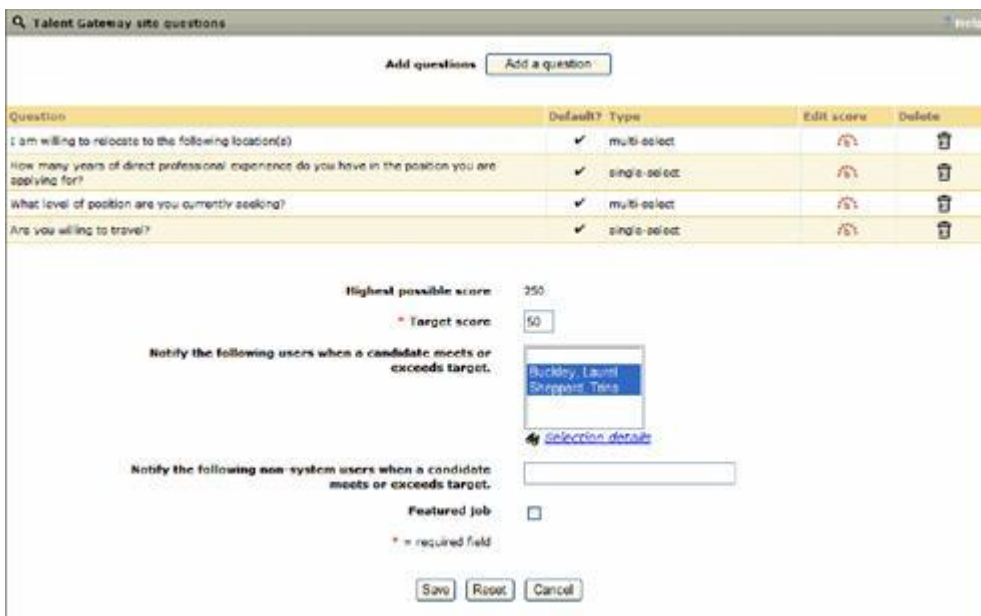 Talent Gateway site questions
Help
Add questions Add a question
Question Default? Type Edit score Delete
I am willing to relocate to the following location(s) ✔ multi-select
How many years of direct professional experience do you have in the position you are
applying for? ✔ single-select
What level of position are you currently seeking? ✔ multi-select
Are you willing to travel? ✔ single-select
Highest possible score 250
* Target score 50
Notify the following users when a candidate meets or
exceeds target.
Buckley, Laurel
Sheppard, Trina
Selection details
Notify the following non-system users when a candidate
meets or exceeds target.
Featured job
* = required field
Save Reset Cancel